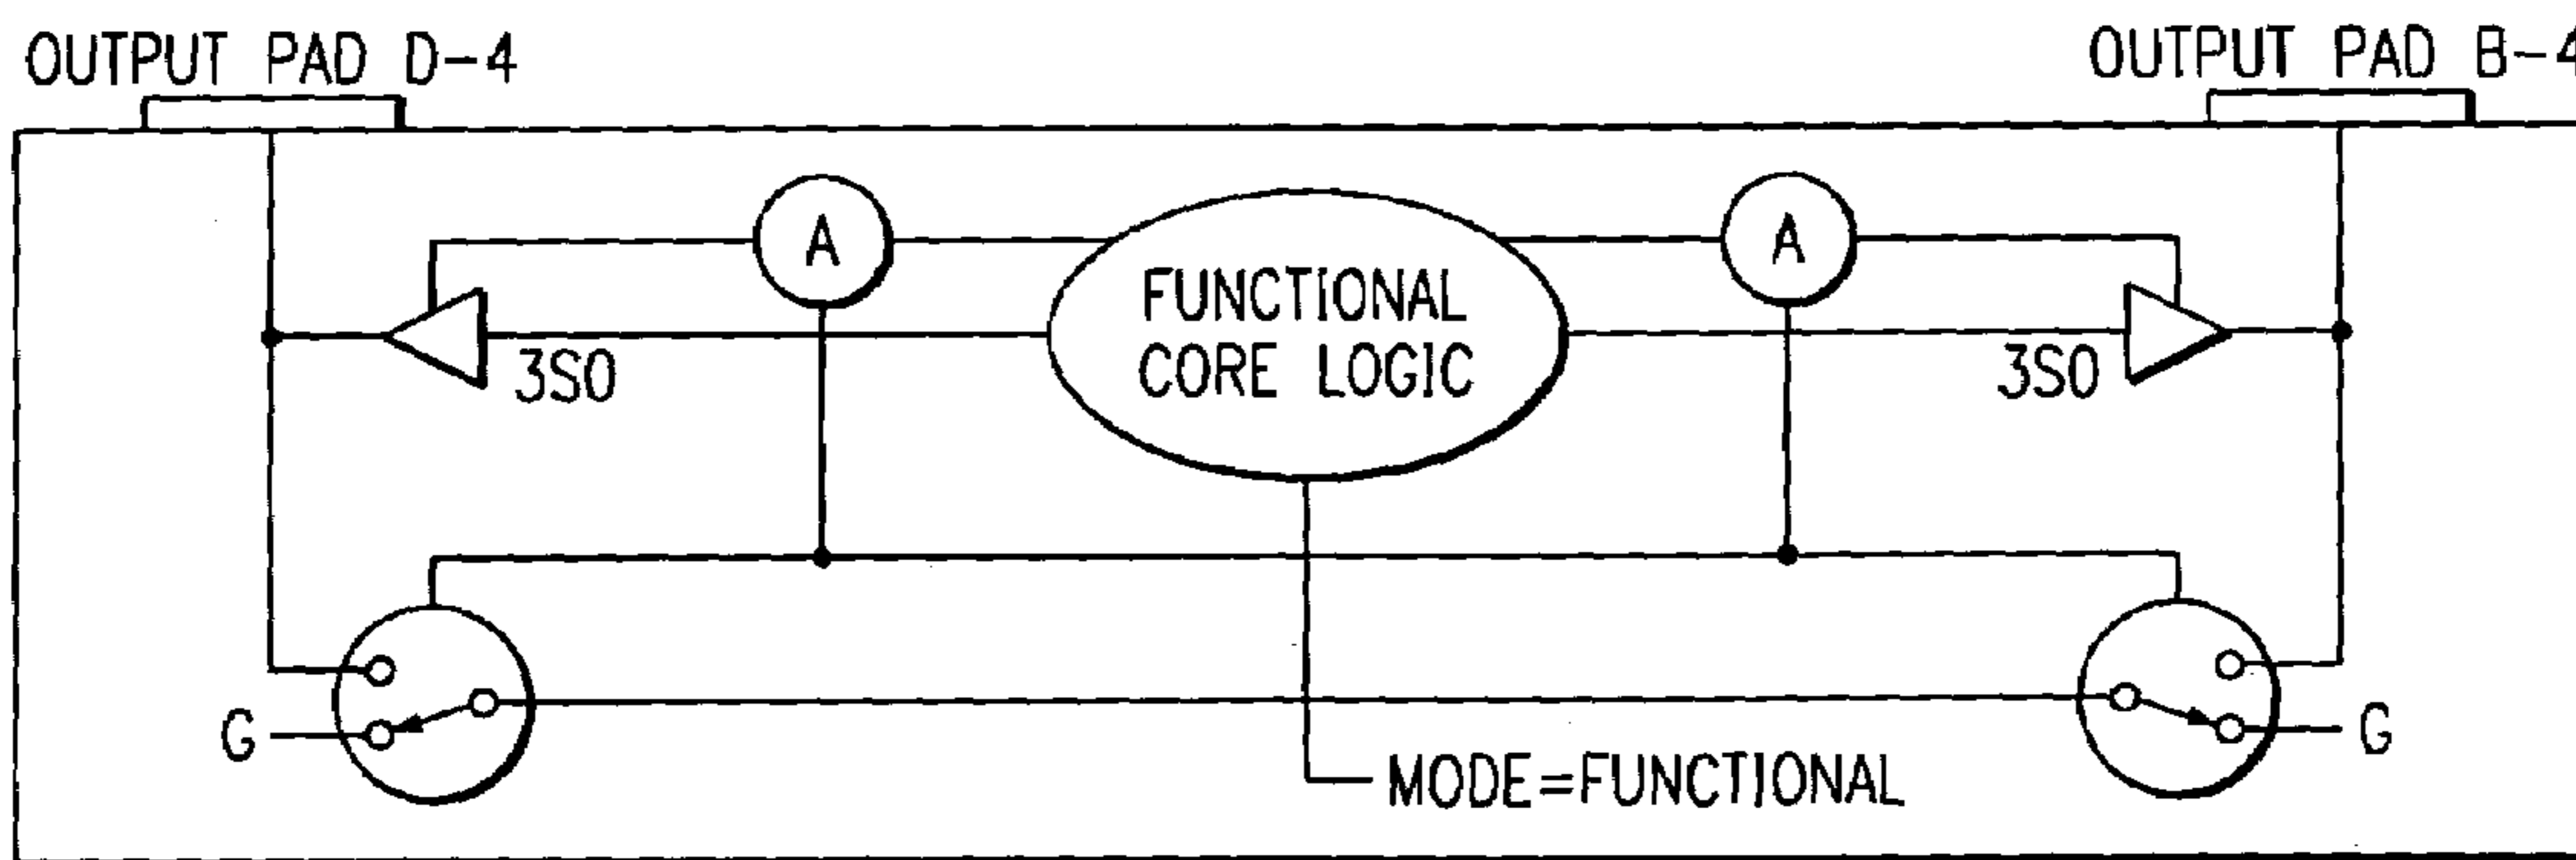 OUTPUT PAD D-4
OUTPUT PAD B-4
A
A
FUNCTIONAL
CORE LOGIC
3SO
3SO
G
G
MODE=FUNCTIONAL